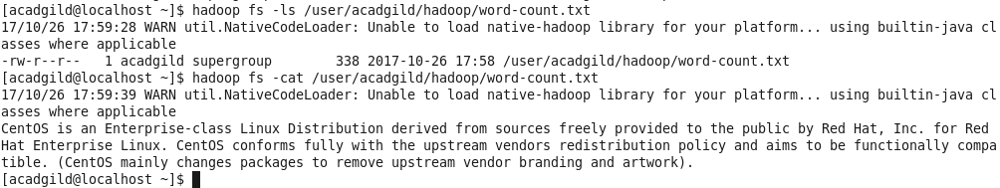 [acadgild@localhost ~]$ hadoop fs -ls /user/acadgild/hadoop/word-count.txt
17/10/26 17:59:28 WARN util.NativeCodeLoader: Unable to load native-hadoop library for your platform... using builtin-java cl
asses where applicable
-rw-r--r--   1 acadgild supergroup        338 2017-10-26 17:58 /user/acadgild/hadoop/word-count.txt
[acadgild@localhost ~]$ hadoop fs -cat /user/acadgild/hadoop/word-count.txt
17/10/26 17:59:39 WARN util.NativeCodeLoader: Unable to load native-hadoop library for your platform... using builtin-java cl
asses where applicable
CentOS is an Enterprise-class Linux Distribution derived from sources freely provided to the public by Red Hat, Inc. for Red
Hat Enterprise Linux. CentOS conforms fully with the upstream vendors redistribution policy and aims to be functionally compa
tible. (CentOS mainly changes packages to remove upstream vendor branding and artwork).
[acadgild@localhost ~]$